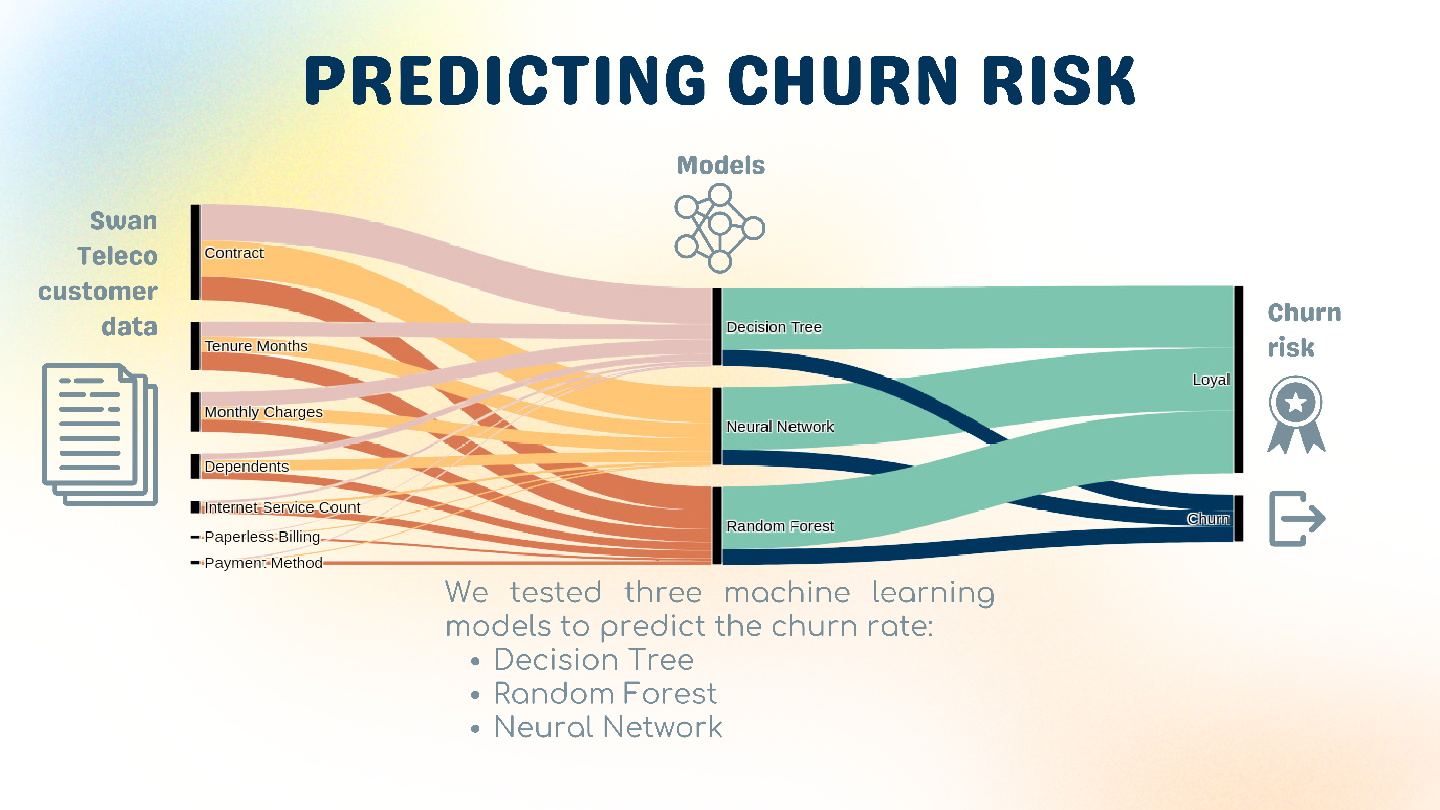 PREDICTING CHURN RISK
Models
Swan
Teleco
customer
data
Contract
Tenure Months
Monthly Charges
Dependents
Internet Service Count
Paperless Billing
Payment Method
Decision Tree
Neural Network
Random Forest
Loyal
Churn
Churn
risk
We tested three machine learning
models to predict the churn rate:
• Decision Tree
• Random Forest
• Neural Network